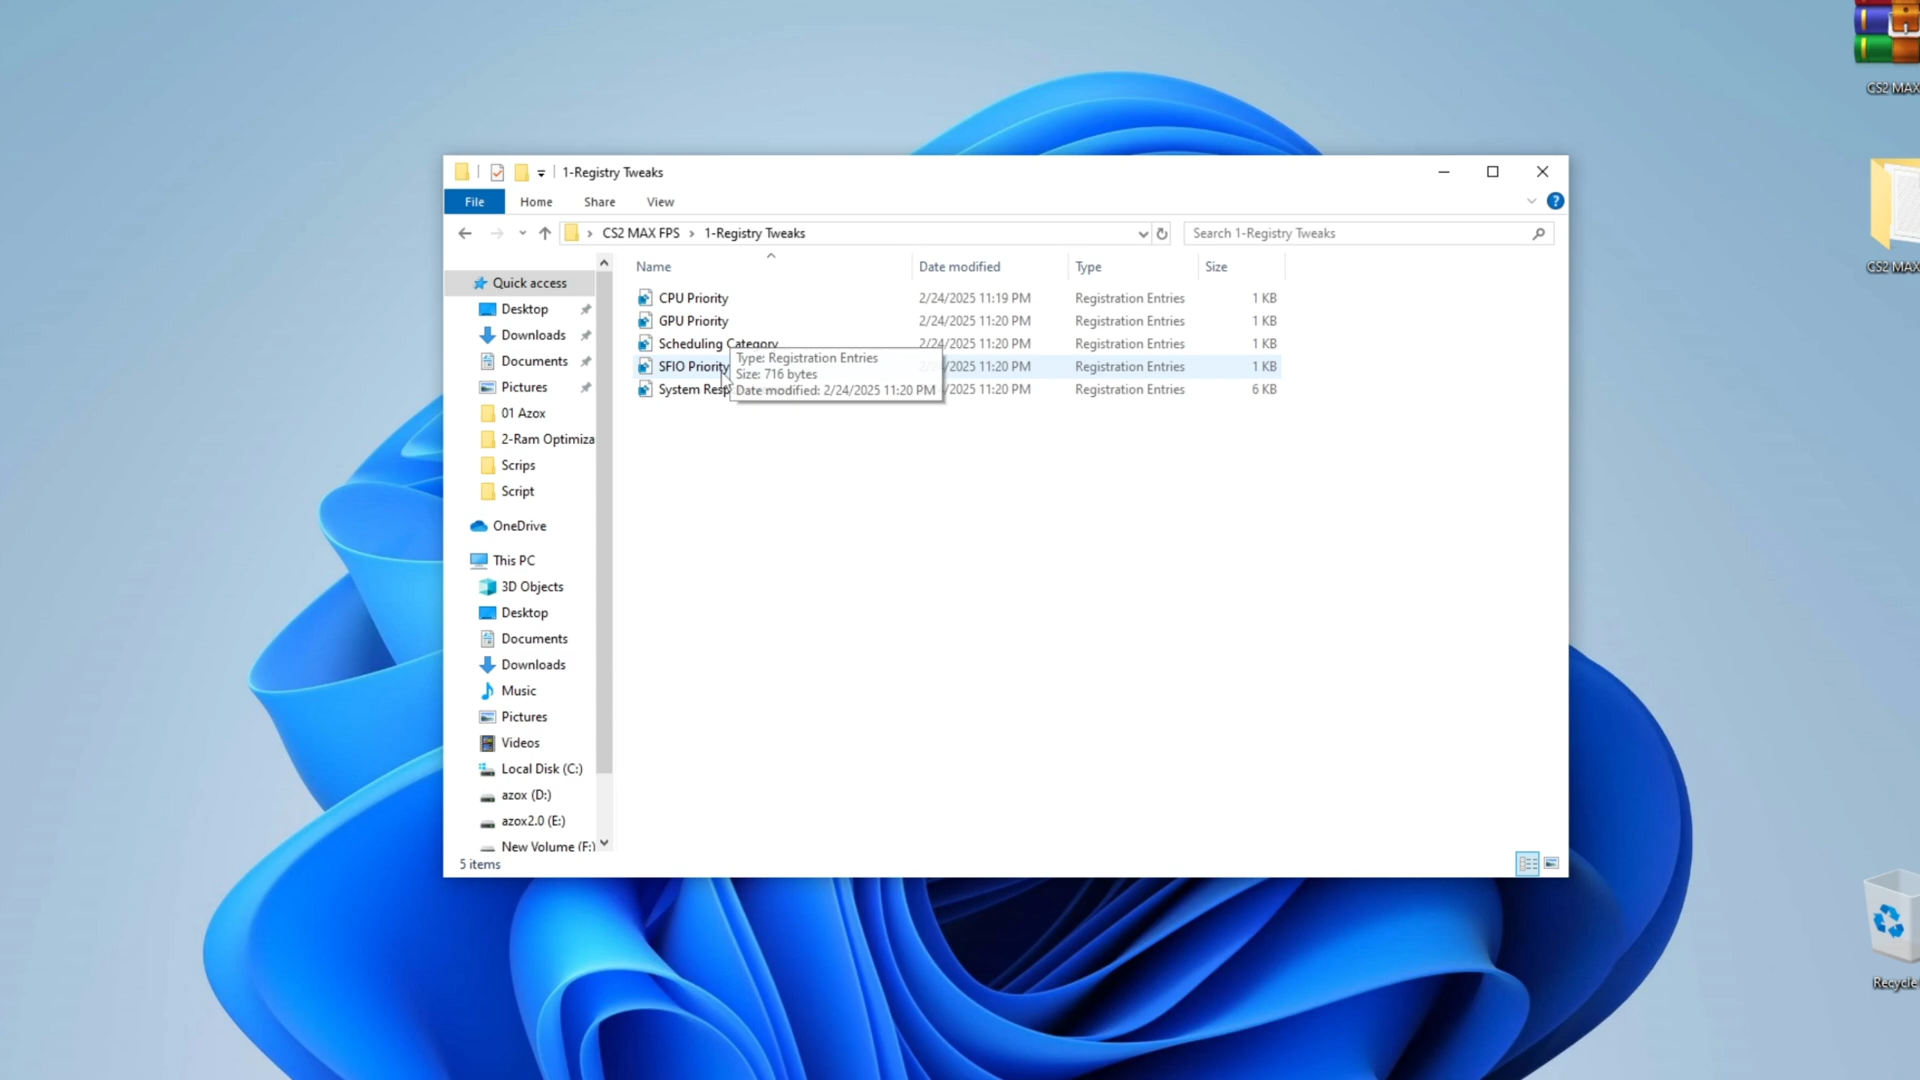 CS2 MAX
1-Registry Tweaks
File Home Share View
CS2 MAX FPS > 1-Registry Tweaks
Search 1-Registry Tweaks
Name Date modified Type Size
Quick access
Desktop
Downloads
Documents
Pictures
01 Azox
2-Ram Optimiza
Scrips
Script
OneDrive
This PC
3D Objects
Desktop
Documents
Downloads
Music
Pictures
Videos
Local Disk (C:)
azox (D:)
azox2.0 (E:)
New Volume (F:)
CPU Priority 2/24/2025 11:19 PM Registration Entries 1 KB
GPU Priority 2/24/2025 11:20 PM Registration Entries 1 KB
Scheduling Category 2/24/2025 11:20 PM Registration Entries 1 KB
SFIO Priority /2025 11:20 PM Registration Entries 1 KB
System Resp /2025 11:20 PM Registration Entries 6 KB
Type: Registration Entries
Size: 716 bytes
Date modified: 2/24/2025 11:20 PM
5 items
CS2 MAX
Recycle